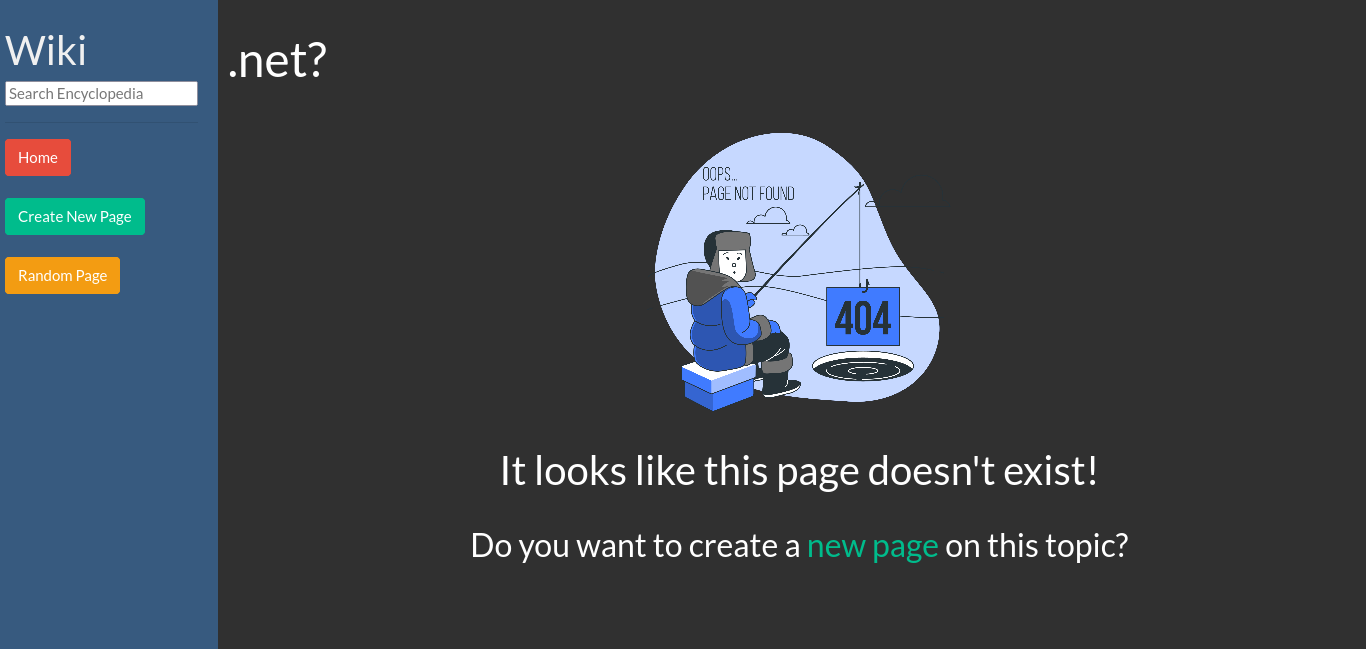 Wiki
Search Encyclopedia
Home
Create New Page
Random Page
.net?
OOPS...
PAGE NOT FOUND
404
It looks like this page doesn't exist!
Do you want to create a new page on this topic?